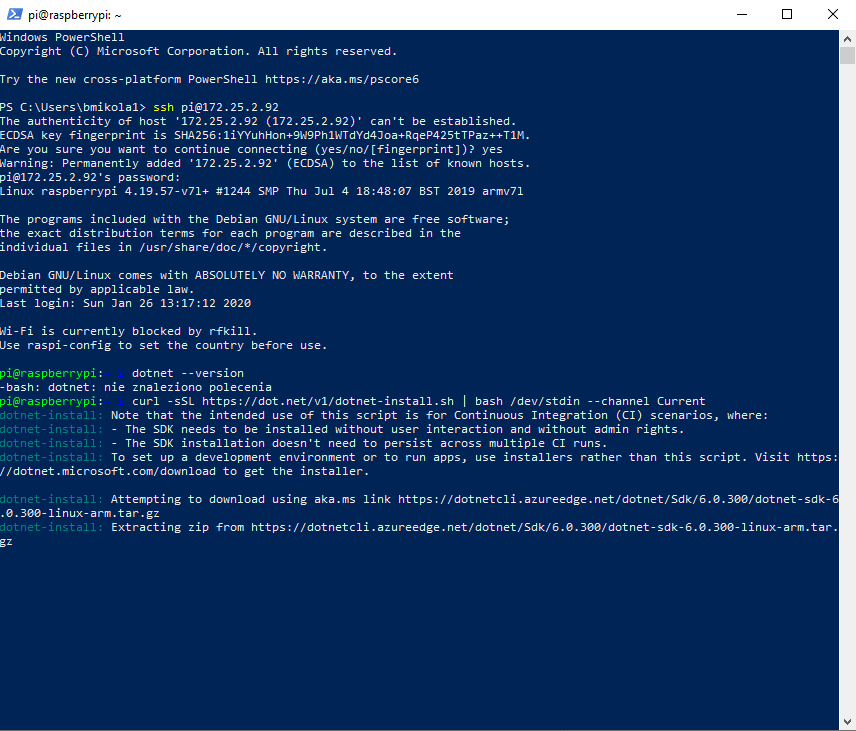 pi@raspberrypi: ~
Windows PowerShell
Copyright (C) Microsoft Corporation. All rights reserved.
Try the new cross-platform PowerShell https://aka.ms/pscore6
PS C:\Users\bmikola1> ssh pi@172.25.2.92
The authenticity of host '172.25.2.92 (172.25.2.92)' can't be established.
ECDSA key fingerprint is SHA256:1iYYuhHon+9W9Ph1WTdYd4Joa+RqeP425tTPaz++T1M.
Are you sure you want to continue connecting (yes/no/[fingerprint])? yes
Warning: Permanently added '172.25.2.92' (ECDSA) to the list of known hosts.
pi@172.25.2.92's password:
Linux raspberrypi 4.19.57-v7l+ #1244 SMP Thu Jul 4 18:48:07 BST 2019 armv7l
The programs included with the Debian GNU/Linux system are free software;
the exact distribution terms for each program are described in the
individual files in /usr/share/doc/*/copyright.
Debian GNU/Linux comes with ABSOLUTELY NO WARRANTY, to the extent
permitted by applicable law.
Last login: Sun Jan 26 13:17:12 2020
Wi-Fi is currently blocked by rfkill.
Use raspi-config to set the country before use.
pi@raspberrypi:~ $ dotnet --version
-bash: dotnet: nie znaleziono polecenia
pi@raspberrypi:~ $ curl -sSL https://dot.net/v1/dotnet-install.sh | bash /dev/stdin --channel Current
dotnet-install: Note that the intended use of this script is for Continuous Integration (CI) scenarios, where:
dotnet-install: - The SDK needs to be installed without user interaction and without admin rights.
dotnet-install: - The SDK installation doesn't need to persist across multiple CI runs.
dotnet-install: To set up a development environment or to run apps, use installers rather than this script. Visit https:
//dotnet.microsoft.com/download to get the installer.
dotnet-install: Attempting to download using aka.ms link https://dotnetcli.azureedge.net/dotnet/Sdk/6.0.300/dotnet-sdk-6
.0.300-linux-arm.tar.gz
dotnet-install: Extracting zip from https://dotnetcli.azureedge.net/dotnet/Sdk/6.0.300/dotnet-sdk-6.0.300-linux-arm.tar.
gz